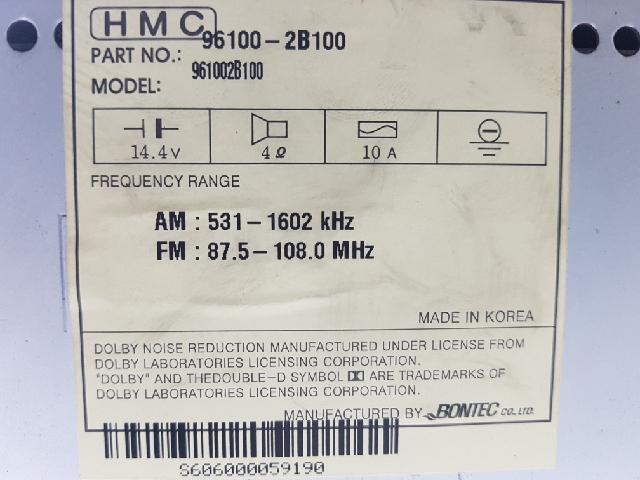 HMC
PART NO.: 96100-2B100
MODEL: 961002B100
14.4V 4Ω 10A
FREQUENCY RANGE
AM : 531-1602 kHz
FM : 87.5-108.0 MHz
MADE IN KOREA
DOLBY NOISE REDUCTION MANUFACTURED UNDER LICENSE FROM
DOLBY LABORATORIES LICENSING CORPORATION.
"DOLBY" AND THEDOUBLE-D SYMBOL ARE TRADEMARKS OF
DOLBY LABORATORIES LICENSING CORPORATION.
MANUFACTURED BY BONTEC CO., LTD.
S606000059190